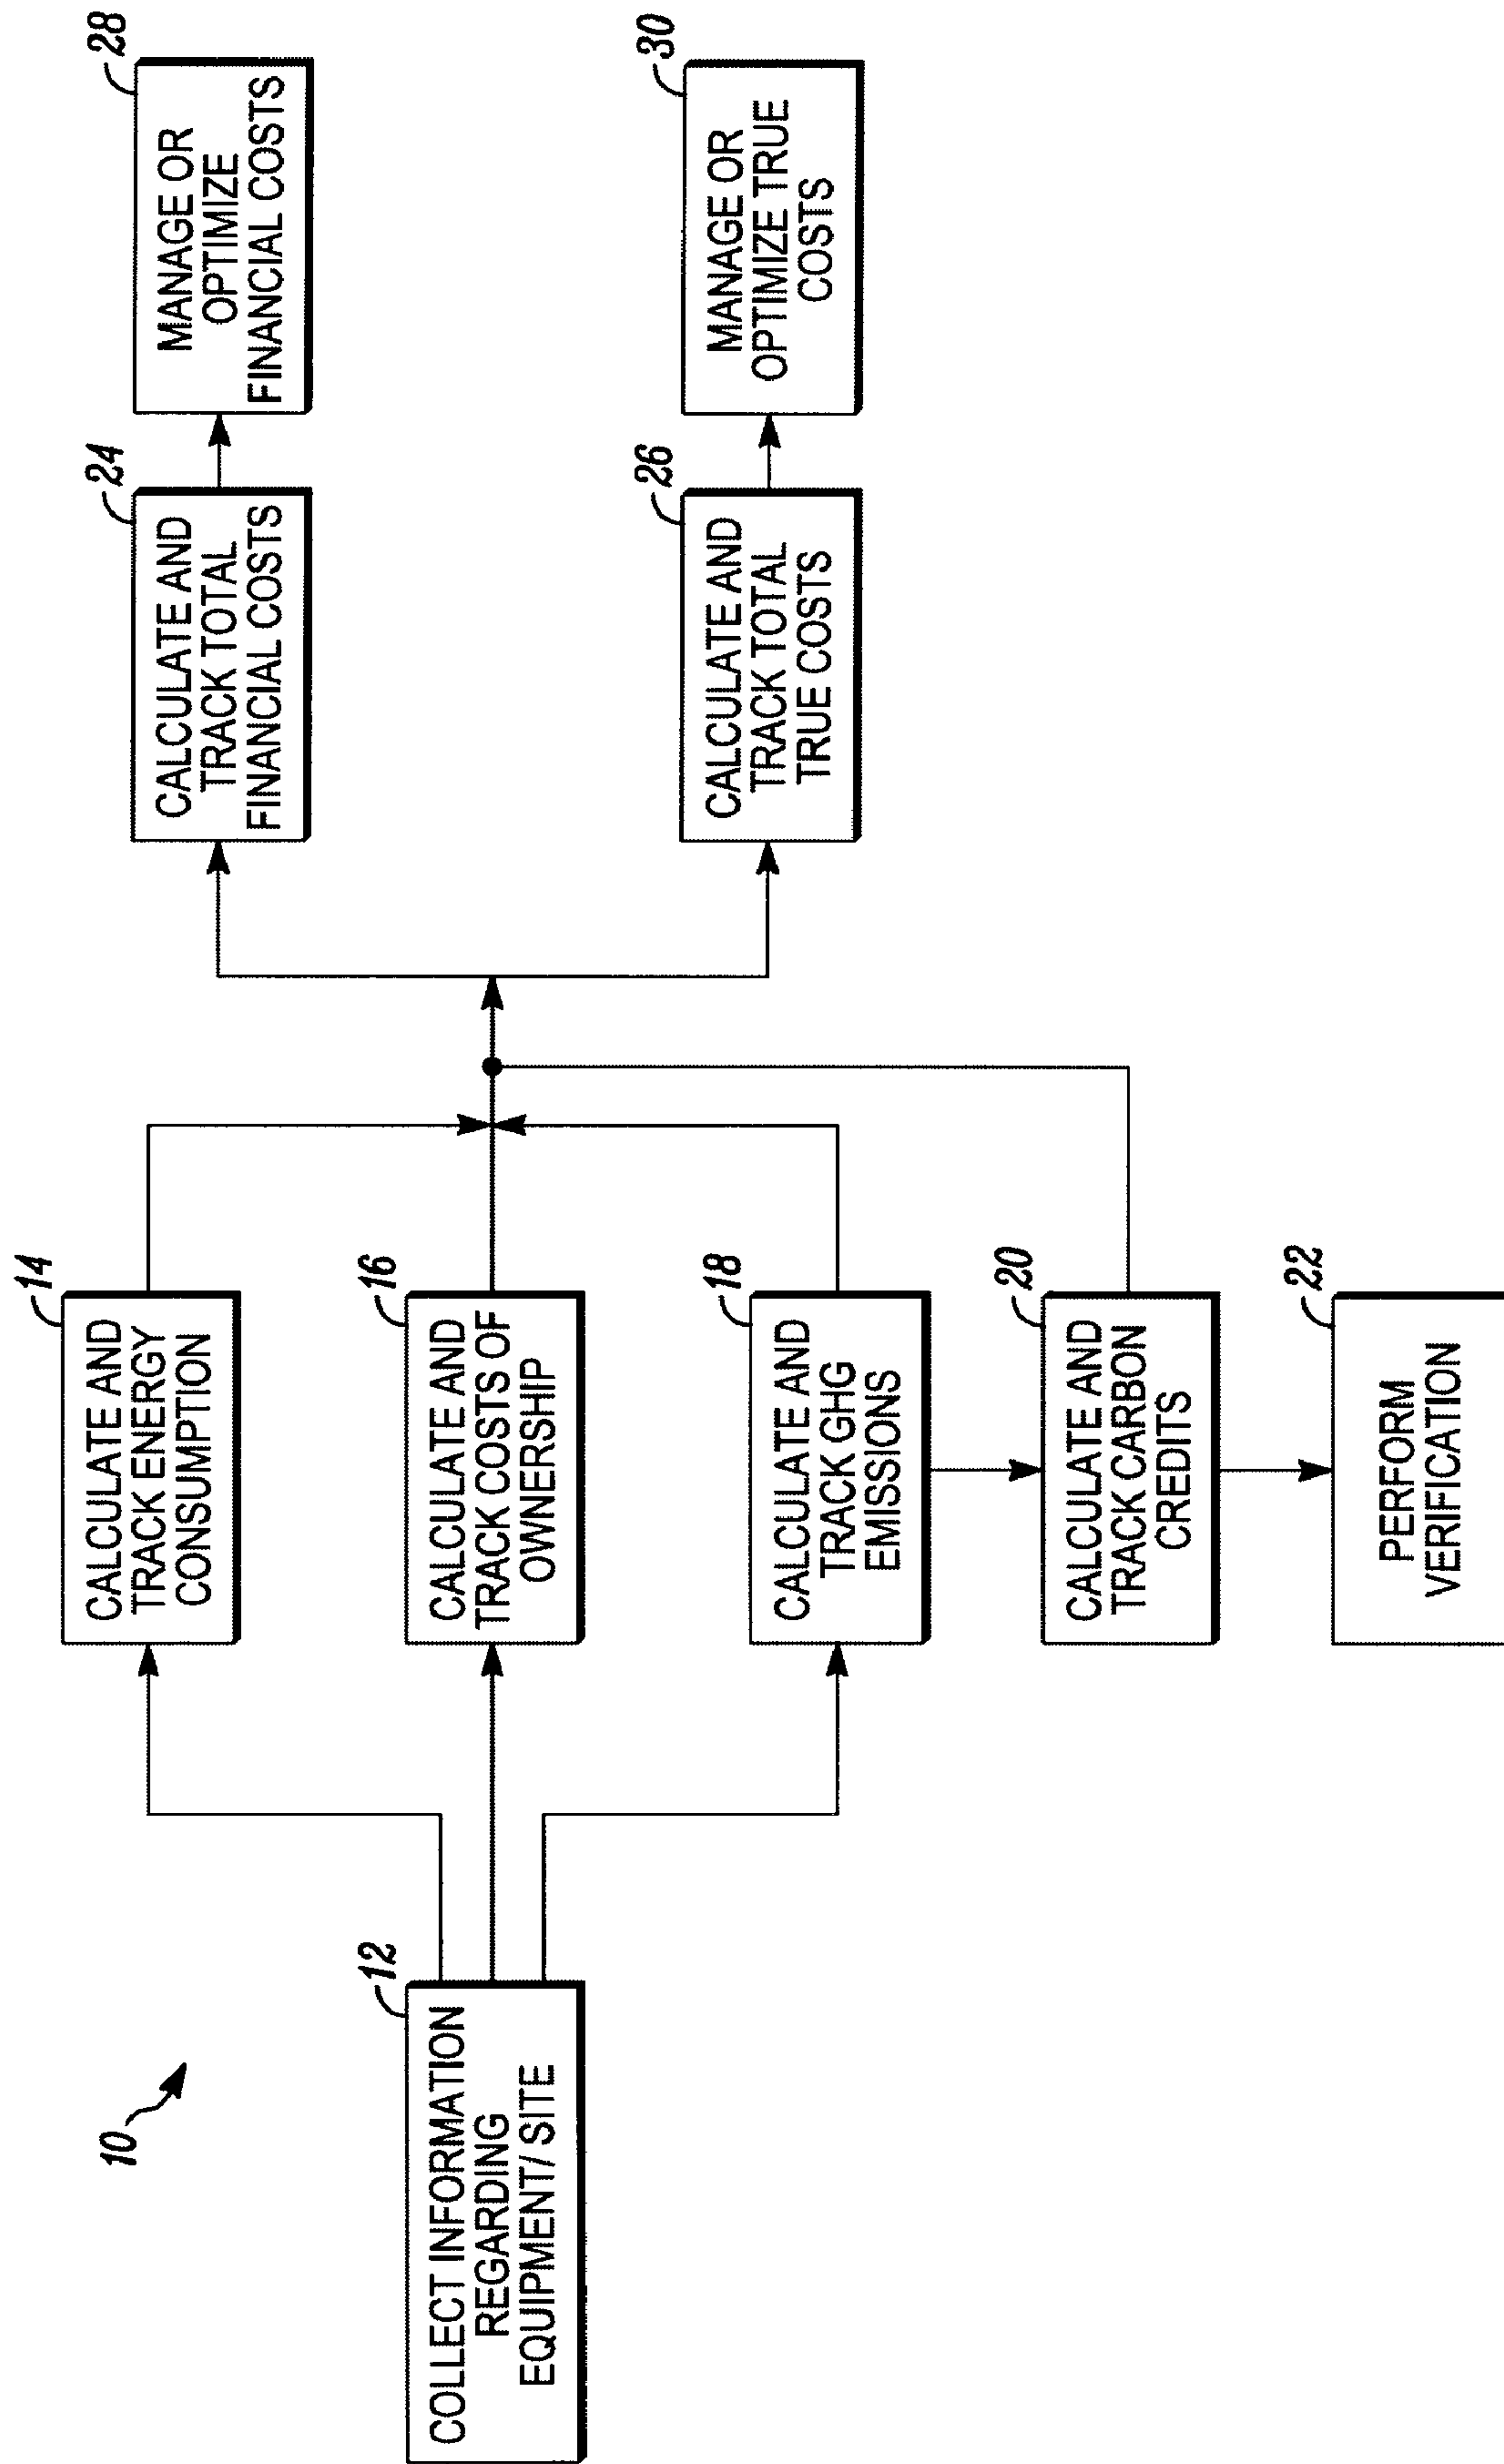 10
12
COLLECT INFORMATION
REGARDING
EQUIPMENT/ SITE
14
CALCULATE AND
TRACK ENERGY
CONSUMPTION
16
CALCULATE AND
TRACK COSTS OF
OWNERSHIP
18
CALCULATE AND
TRACK GHG
EMISSIONS
20
CALCULATE AND
TRACK CARBON
CREDITS
22
PERFORM
VERIFICATION
24
CALCULATE AND
TRACK TOTAL
FINANCIAL COSTS
26
CALCULATE AND
TRACK TOTAL
TRUE COSTS
28
MANAGE OR
OPTIMIZE
FINANCIAL COSTS
30
MANAGE OR
OPTIMIZE TRUE
COSTS